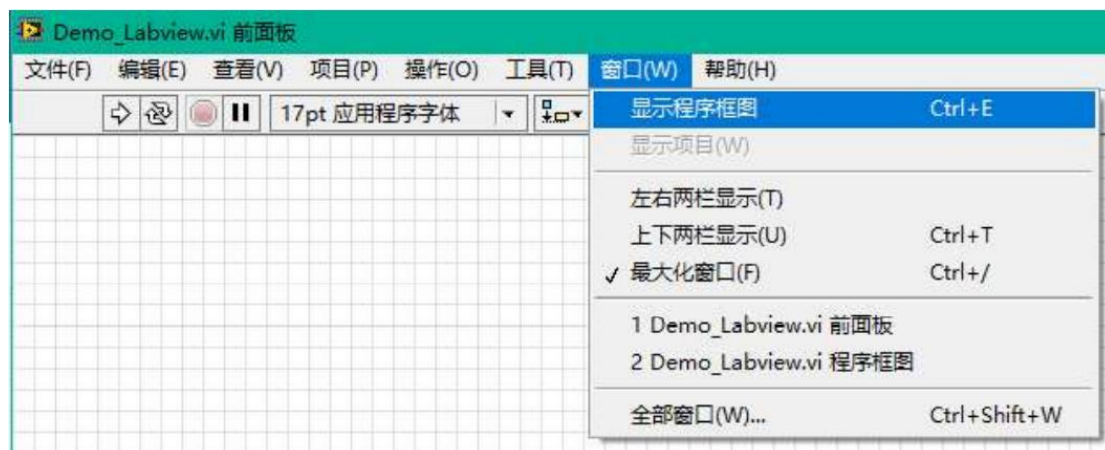 Demo_Labview.vi 前面板
文件(F) 编辑(E) 查看(V) 项目(P) 操作(O) 工具(T) 窗口(W) 帮助(H)
17pt 应用程序字体
显示程序框图 Ctrl+E
显示项目(W)
左右两栏显示(T)
上下两栏显示(U) Ctrl+T
✓ 最大化窗口(F) Ctrl+/
1 Demo_Labview.vi 前面板
2 Demo_Labview.vi 程序框图
全部窗口(W)... Ctrl+Shift+W